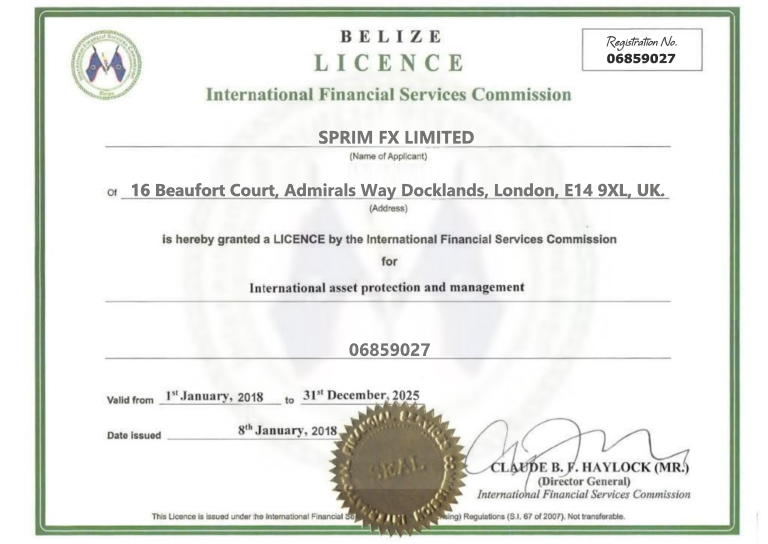 BELIZE
LICENCE
International Financial Services Commission
Registration No.
06859027
SPRIM FX LIMITED
(Name of Applicant)
Of 16 Beaufort Court, Admirals Way Docklands, London, E14 9XL, UK.
(Address)
is hereby granted a LICENCE by the International Financial Services Commission
for
International asset protection and management
06859027
Valid from 1st January, 2018 to 31st December, 2025
Date issued 8th January, 2018
SEAL
CLAUDE B. F. HAYLOCK (MR.)
(Director General)
International Financial Services Commission
This Licence is issued under the International Financial Regulations (S.I. 67 of 2007). Not transferable.